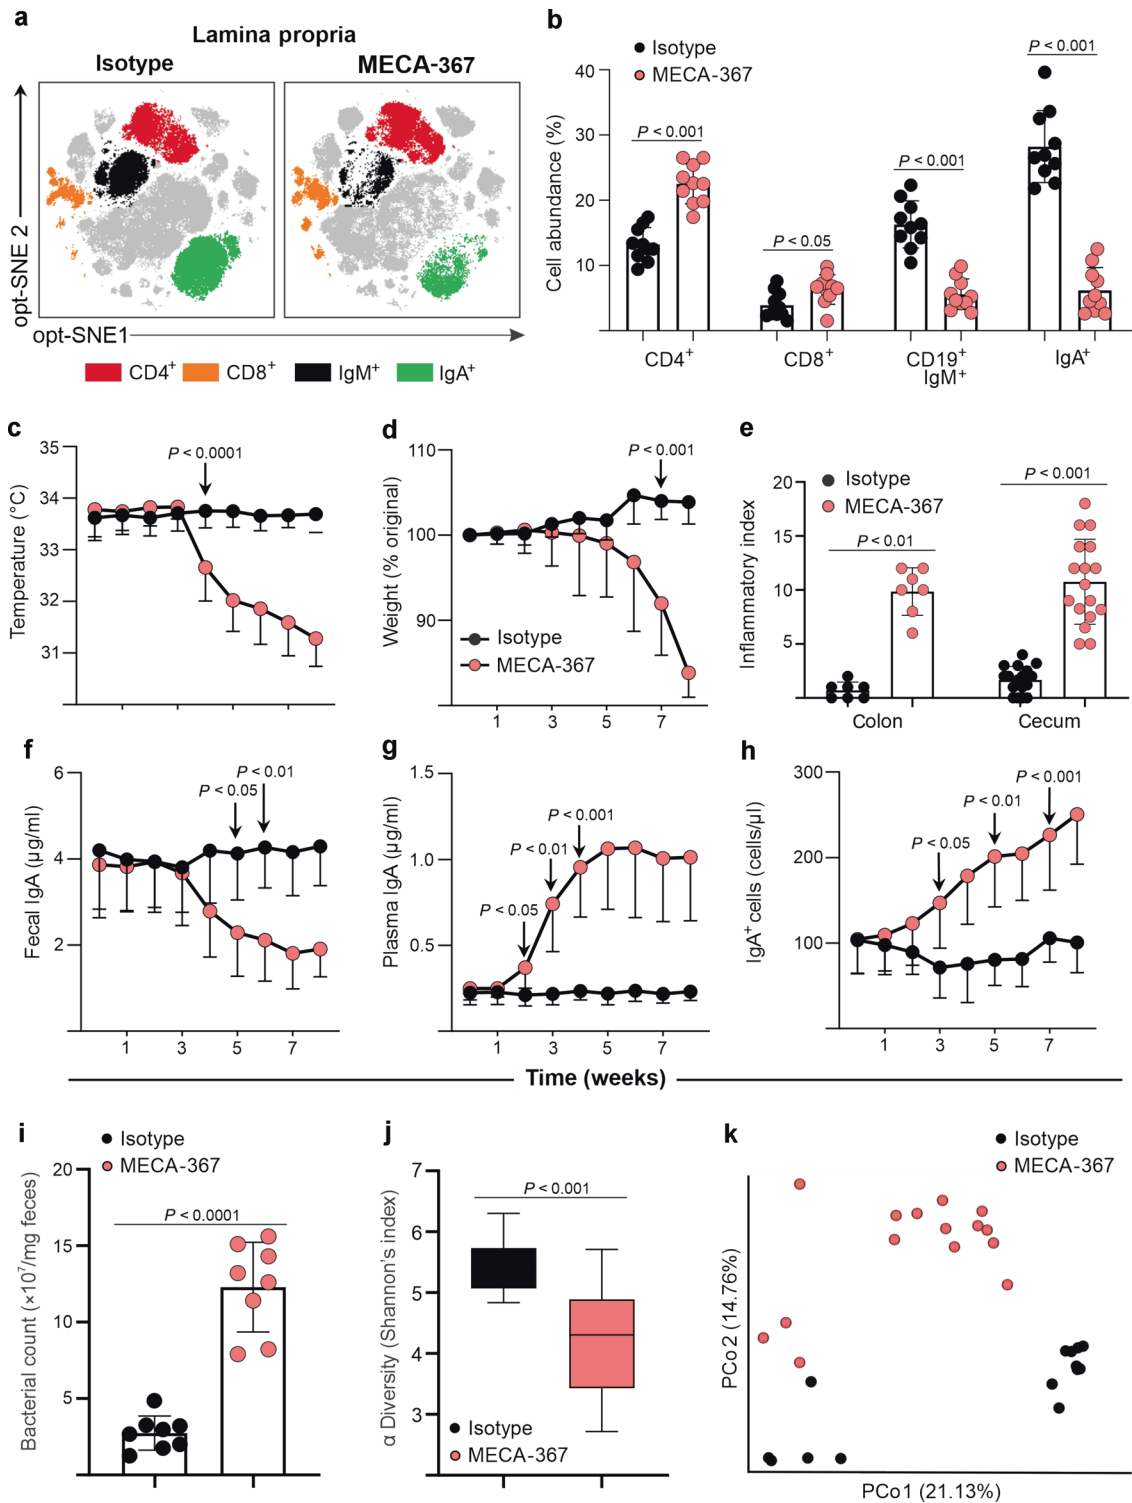 a
Lamina propria
Isotype
MECA-367
opt-SNE 2
opt-SNE1
CD4+
CD8+
IgM+
IgA+
b
Isotype
MECA-367
Cell abundance (%)
40
30
20
10
P < 0.001
P < 0.05
P < 0.001
P < 0.001
CD4+
CD8+
CD19+
IgM+
IgA+
c
Temperature (°C)
35
34
33
32
31
P < 0.0001
d
Weight (% original)
110
100
90
P < 0.001
Isotype
MECA-367
1 3 5 7
e
Isotype
MECA-367
Inflammatory index
20
15
10
5
P < 0.01
P < 0.001
Colon
Cecum
f
Fecal IgA (µg/ml)
6
4
2
P < 0.05
P < 0.01
1 3 5 7
g
Plasma IgA (µg/ml)
1.5
1.0
0.5
P < 0.05
P < 0.01
P < 0.001
1 3 5 7
h
IgA+cells (cells/µl)
300
200
100
P < 0.05
P < 0.01
P < 0.001
1 3 5 7
Time (weeks)
i
Isotype
MECA-367
Bacterial count (×10⁷/mg feces)
20
15
10
5
P < 0.0001
j
α Diversity (Shannon's index)
7
6
5
4
3
P < 0.001
Isotype
MECA-367
k
Isotype
MECA-367
PCo2 (14.76%)
PCo1 (21.13%)